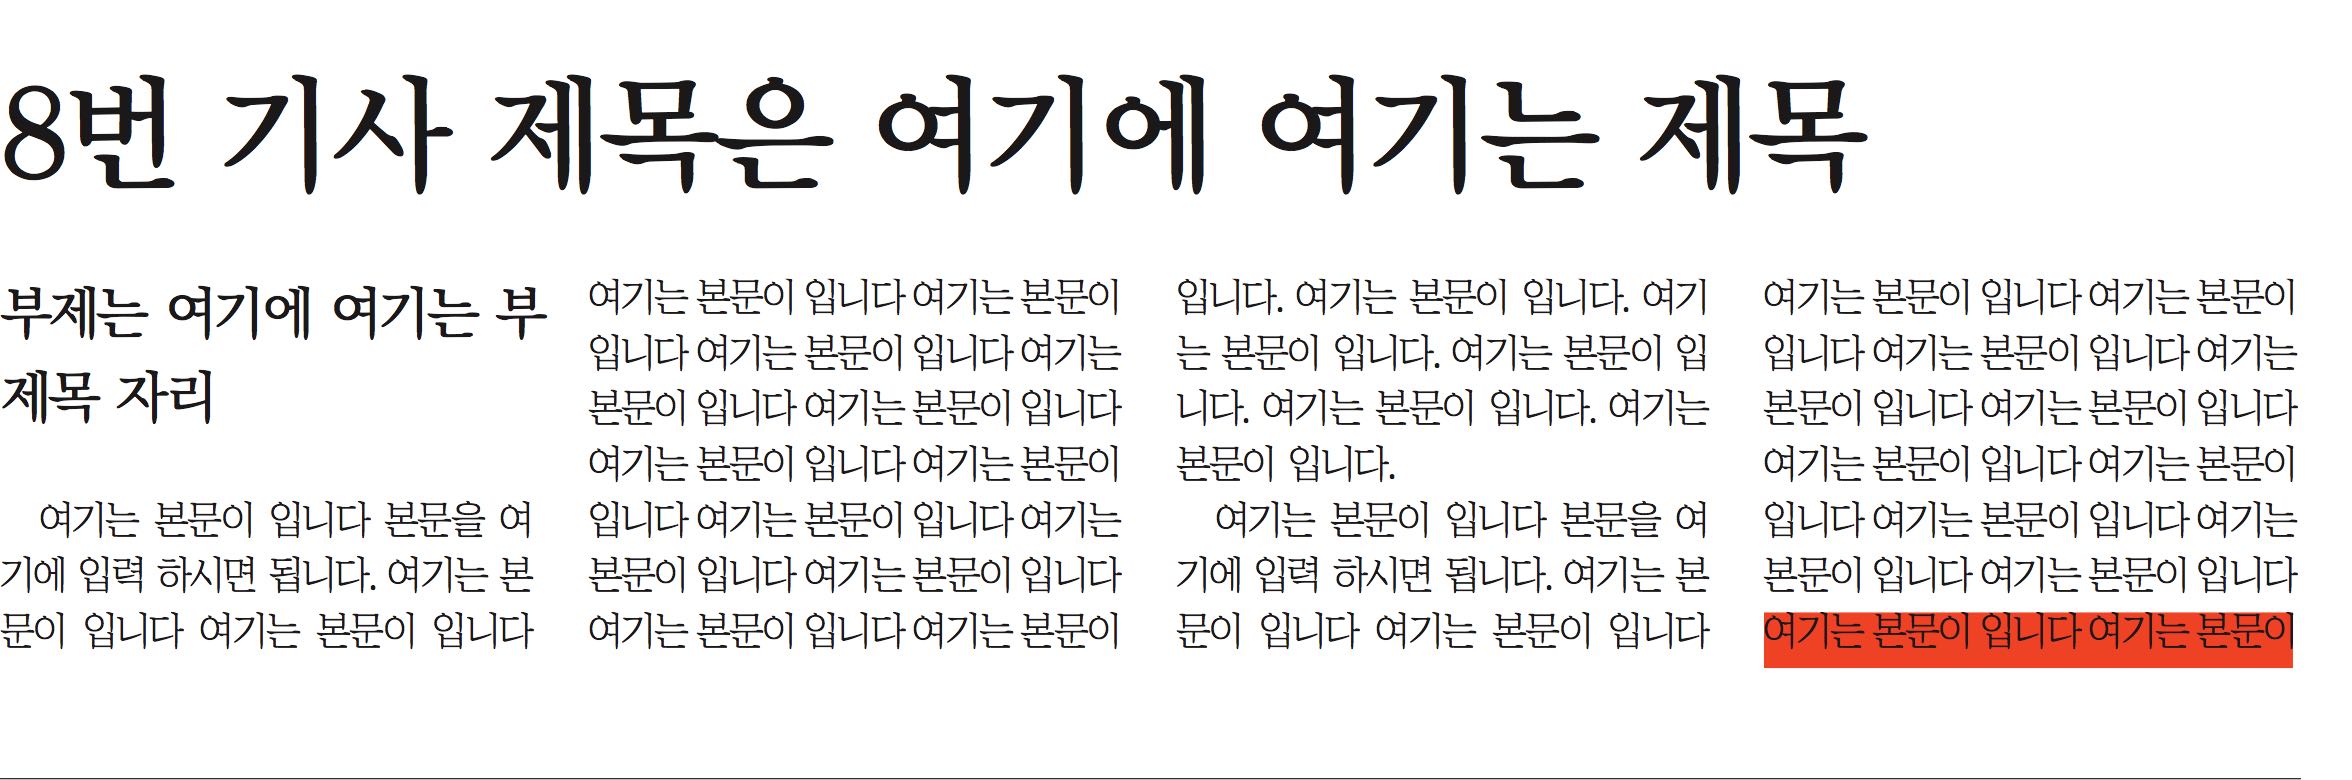 8번 기사 제목은 여기에 여기는 제목
부제는 여기에 여기는 부
제목 자리
여기는 본문이 입니다 본문을 여
기에 입력 하시면 됩니다. 여기는 본
문이 입니다 여기는 본문이 입니다
여기는 본문이 입니다 여기는 본문이
입니다 여기는 본문이 입니다 여기는
본문이 입니다 여기는 본문이 입니다
여기는 본문이 입니다 여기는 본문이
입니다 여기는 본문이 입니다 여기는
본문이 입니다 여기는 본문이 입니다
여기는 본문이 입니다 여기는 본문이
입니다. 여기는 본문이 입니다. 여기
는 본문이 입니다. 여기는 본문이 입
니다. 여기는 본문이 입니다. 여기는
본문이 입니다.
여기는 본문이 입니다 본문을 여
기에 입력 하시면 됩니다. 여기는 본
문이 입니다 여기는 본문이 입니다
여기는 본문이 입니다 여기는 본문이
입니다 여기는 본문이 입니다 여기는
본문이 입니다 여기는 본문이 입니다
여기는 본문이 입니다 여기는 본문이
입니다 여기는 본문이 입니다 여기는
본문이 입니다 여기는 본문이 입니다
여기는 본문이 입니다 여기는 본문이